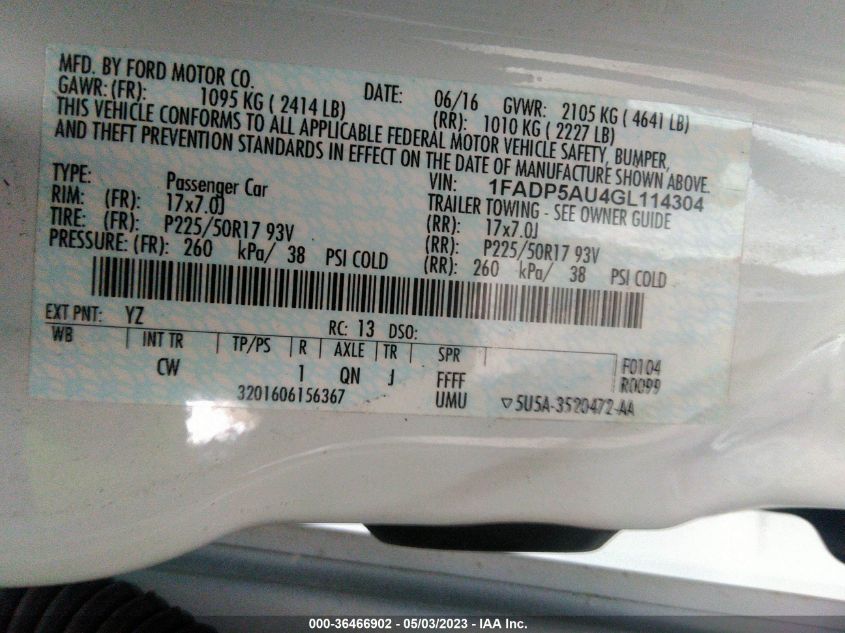 MFD. BY FORD MOTOR CO.
DATE: 06/16 GVWR: 2105 KG ( 4641 LB)
GAWR: (FR): 1095 KG ( 2414 LB) (RR): 1010 KG ( 2227 LB)
THIS VEHICLE CONFORMS TO ALL APPLICABLE FEDERAL MOTOR VEHICLE SAFETY, BUMPER,
AND THEFT PREVENTION STANDARDS IN EFFECT ON THE DATE OF MANUFACTURE SHOWN ABOVE.
VIN: 1FADP5AU4GL114304
TYPE: Passenger Car TRAILER TOWING - SEE OWNER GUIDE
RIM: (FR): 17x7.0J (RR): 17x7.0J
TIRE: (FR): P225/50R17 93V (RR): P225/50R17 93V
PRESSURE: (FR): 260 kPa/ 38 PSI COLD (RR): 260 kPa/ 38 PSI COLD
EXT PNT: YZ RC: 13 DSO:
WB INT TR TP/PS R AXLE TR SPR F0104
CW 1 QN J FFFF R0099
3201606156367 UMU ▽5U5A-3520472-AA
000-36466902 - 05/03/2023 - IAA Inc.